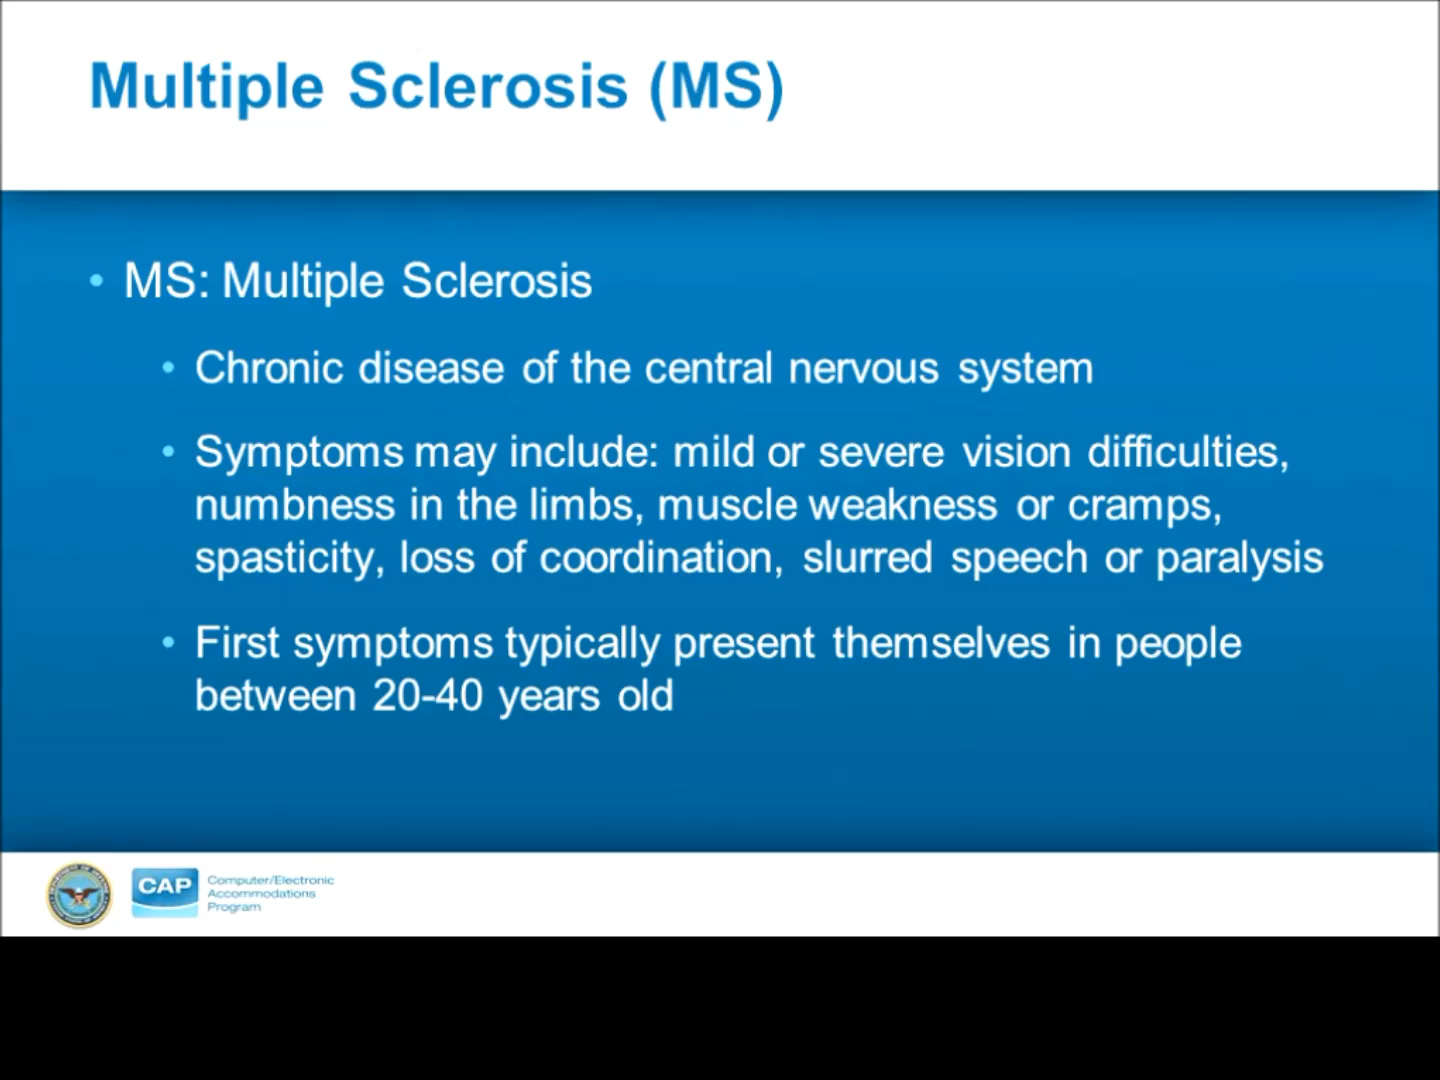 Multiple Sclerosis (MS)
• MS: Multiple Sclerosis
• Chronic disease of the central nervous system
• Symptoms may include: mild or severe vision difficulties,
numbness in the limbs, muscle weakness or cramps,
spasticity, loss of coordination, slurred speech or paralysis
• First symptoms typically present themselves in people
between 20-40 years old
CAP
Computer/Electronic
Accommodations
Program